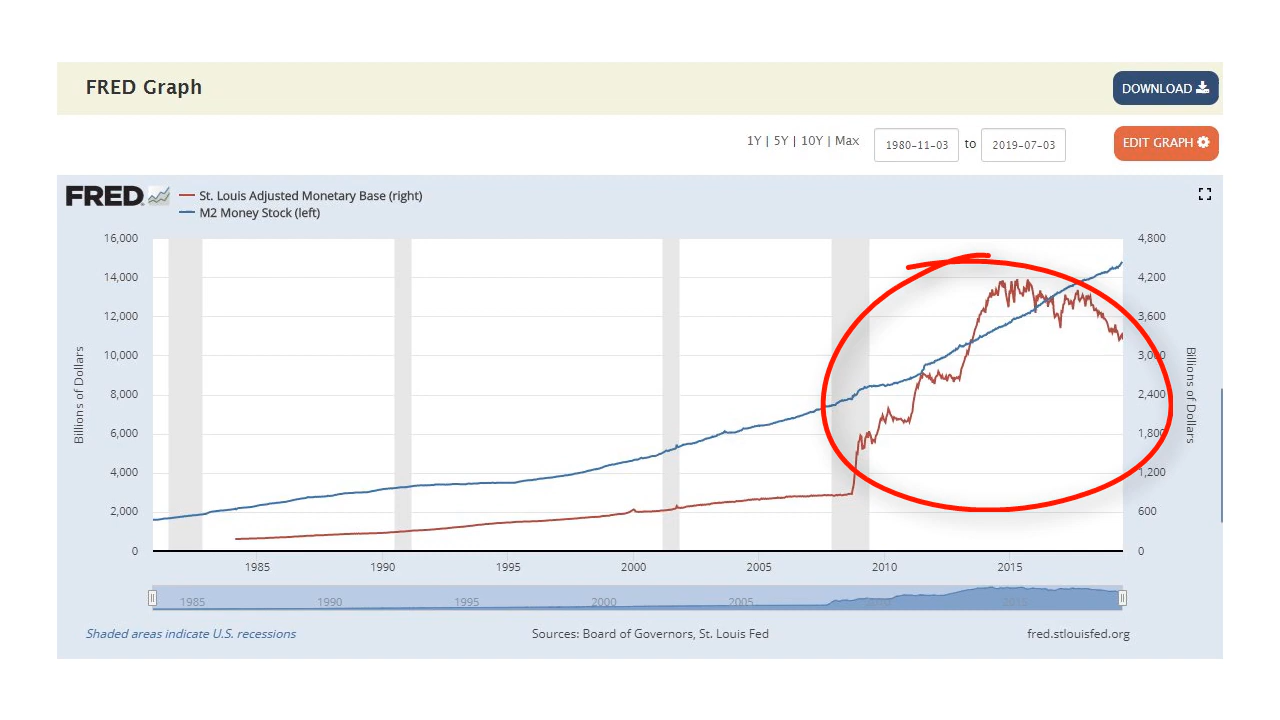 FRED Graph
DOWNLOAD
1Y | 5Y | 10Y | Max 1980-11-03 to 2019-07-03
EDIT GRAPH
FRED
St. Louis Adjusted Monetary Base (right)
M2 Money Stock (left)
16,000
14,000
12,000
10,000
8,000
6,000
4,000
2,000
0
Billions of Dollars
4,800
4,200
3,600
3,000
2,400
1,800
1,200
600
0
Billions of Dollars
1985 1990 1995 2000 2005 2010 2015
1985 1990 1995 2000 2005 2010 2015
Shaded areas indicate U.S. recessions
Sources: Board of Governors, St. Louis Fed
fred.stlouisfed.org